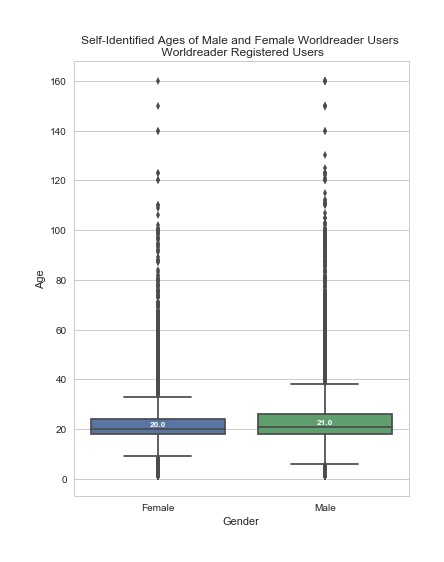 Self-Identified Ages of Male and Female Worldreader Users
Worldreader Registered Users
160
140
120
100
80
60
40
20
0
Age
20.0
21.0
Female
Male
Gender